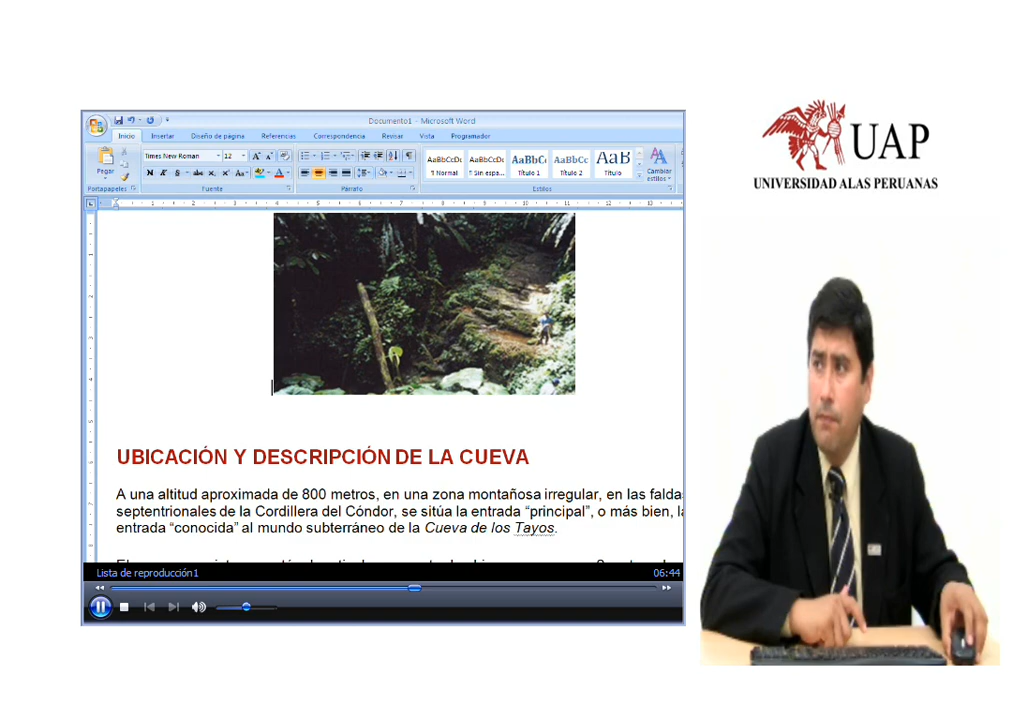 Documento1 - Microsoft Word
Inicio Insertar Diseño de página Referencias Correspondencia Revisar Vista Programador
Pegar
Times New Roman 12
AaBbCcDc AaBbCcDc AaBbC AaBbCc AaB
¶ Normal ¶ Sin espa... Título 1 Título 2 Título
Cambiar
estilos
Portapapeles Fuente Párrafo Estilos
UAP
UNIVERSIDAD ALAS PERUANAS
UBICACIÓN Y DESCRIPCIÓN DE LA CUEVA
A una altitud aproximada de 800 metros, en una zona montañosa irregular, en las falda
septentrionales de la Cordillera del Cóndor, se sitúa la entrada “principal”, o más bien, l
entrada “conocida” al mundo subterráneo de la Cueva de los Tayos.
Lista de reproducción1 06:44